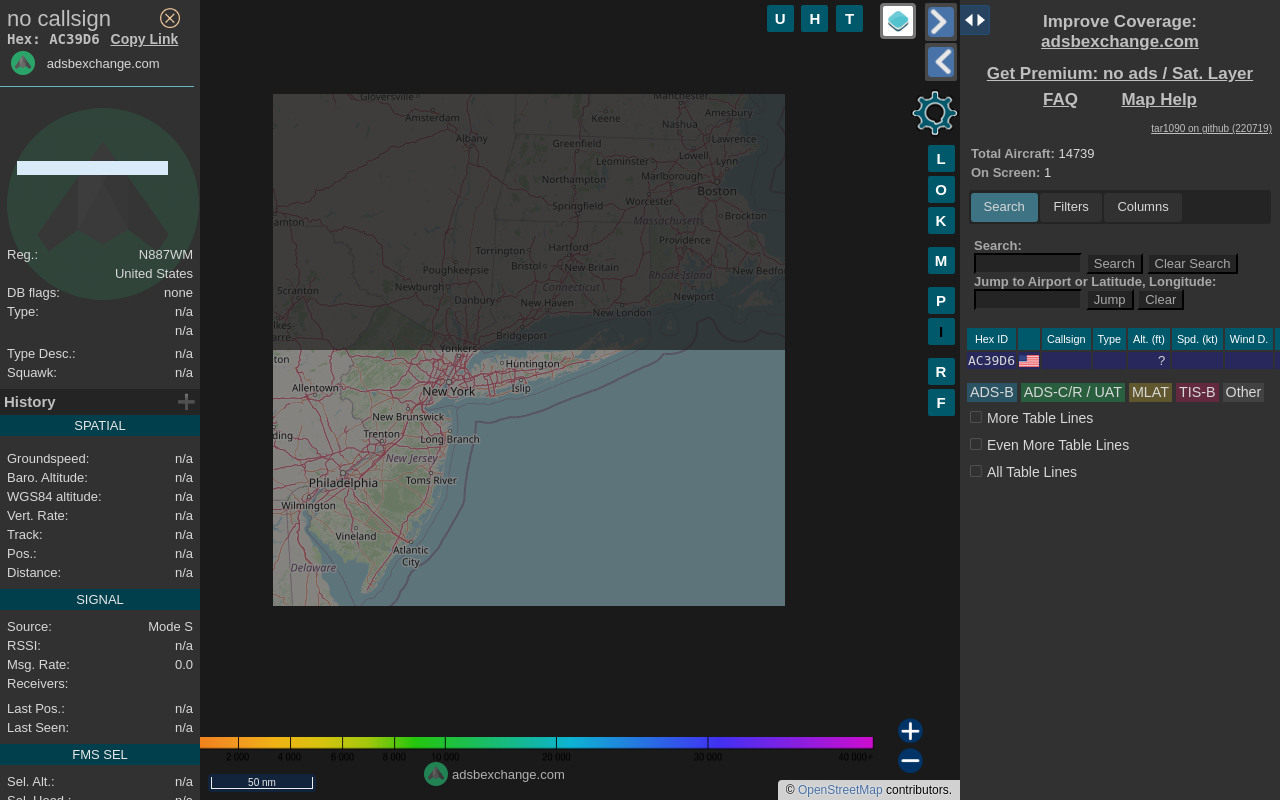 no callsign
Hex: AC39D6 Copy Link
adsbexchange.com
Reg.: N887WM
United States
DB flags: none
Type: n/a
n/a
Type Desc.: n/a
Squawk: n/a
History
SPATIAL
Groundspeed: n/a
Baro. Altitude: n/a
WGS84 altitude: n/a
Vert. Rate: n/a
Track: n/a
Pos.: n/a
Distance: n/a
SIGNAL
Source: Mode S
RSSI: n/a
Msg. Rate: 0.0
Receivers:
Last Pos.: n/a
Last Seen: n/a
FMS SEL
Sel. Alt.: n/a
Sel. Head.: n/a
U H T
L
O
K
M
P
I
R
F
Gloversville
Manchester
Amsterdam
Keene
Amesbury
Nashua
Albany
Greenfield
Lawrence
Leominster
Lowell
Lynn
Northampton
Marlborough
Boston
Springfield
Worcester
Massachusetts
Brockton
Torrington
Hartford
Providence
Poughkeepsie
Bristol
New Britain
Rhode Island
New Bedfo
Scranton
Newburgh
Danbury
Connecticut
New Haven
New London
Newport
Bridgeport
Yonkers
Huntington
Allentown
New York
Islip
New Brunswick
Trenton
Long Branch
New Jersey
Philadelphia
Toms River
Wilmington
Vineland
Atlantic
City
Delaware
2 000 4 000 6 000 8 000 10 000 20 000 30 000 40 000+
adsbexchange.com
50 nm
© OpenStreetMap contributors.
Improve Coverage:
adsbexchange.com
Get Premium: no ads / Sat. Layer
FAQ Map Help
tar1090 on github (220719)
Total Aircraft: 14739
On Screen: 1
Search Filters Columns
Search:
Search Clear Search
Jump to Airport or Latitude, Longitude:
Jump Clear
Hex ID Callsign Type Alt. (ft) Spd. (kt) Wind D.
AC39D6 ?
ADS-B ADS-C/R / UAT MLAT TIS-B Other
More Table Lines
Even More Table Lines
All Table Lines